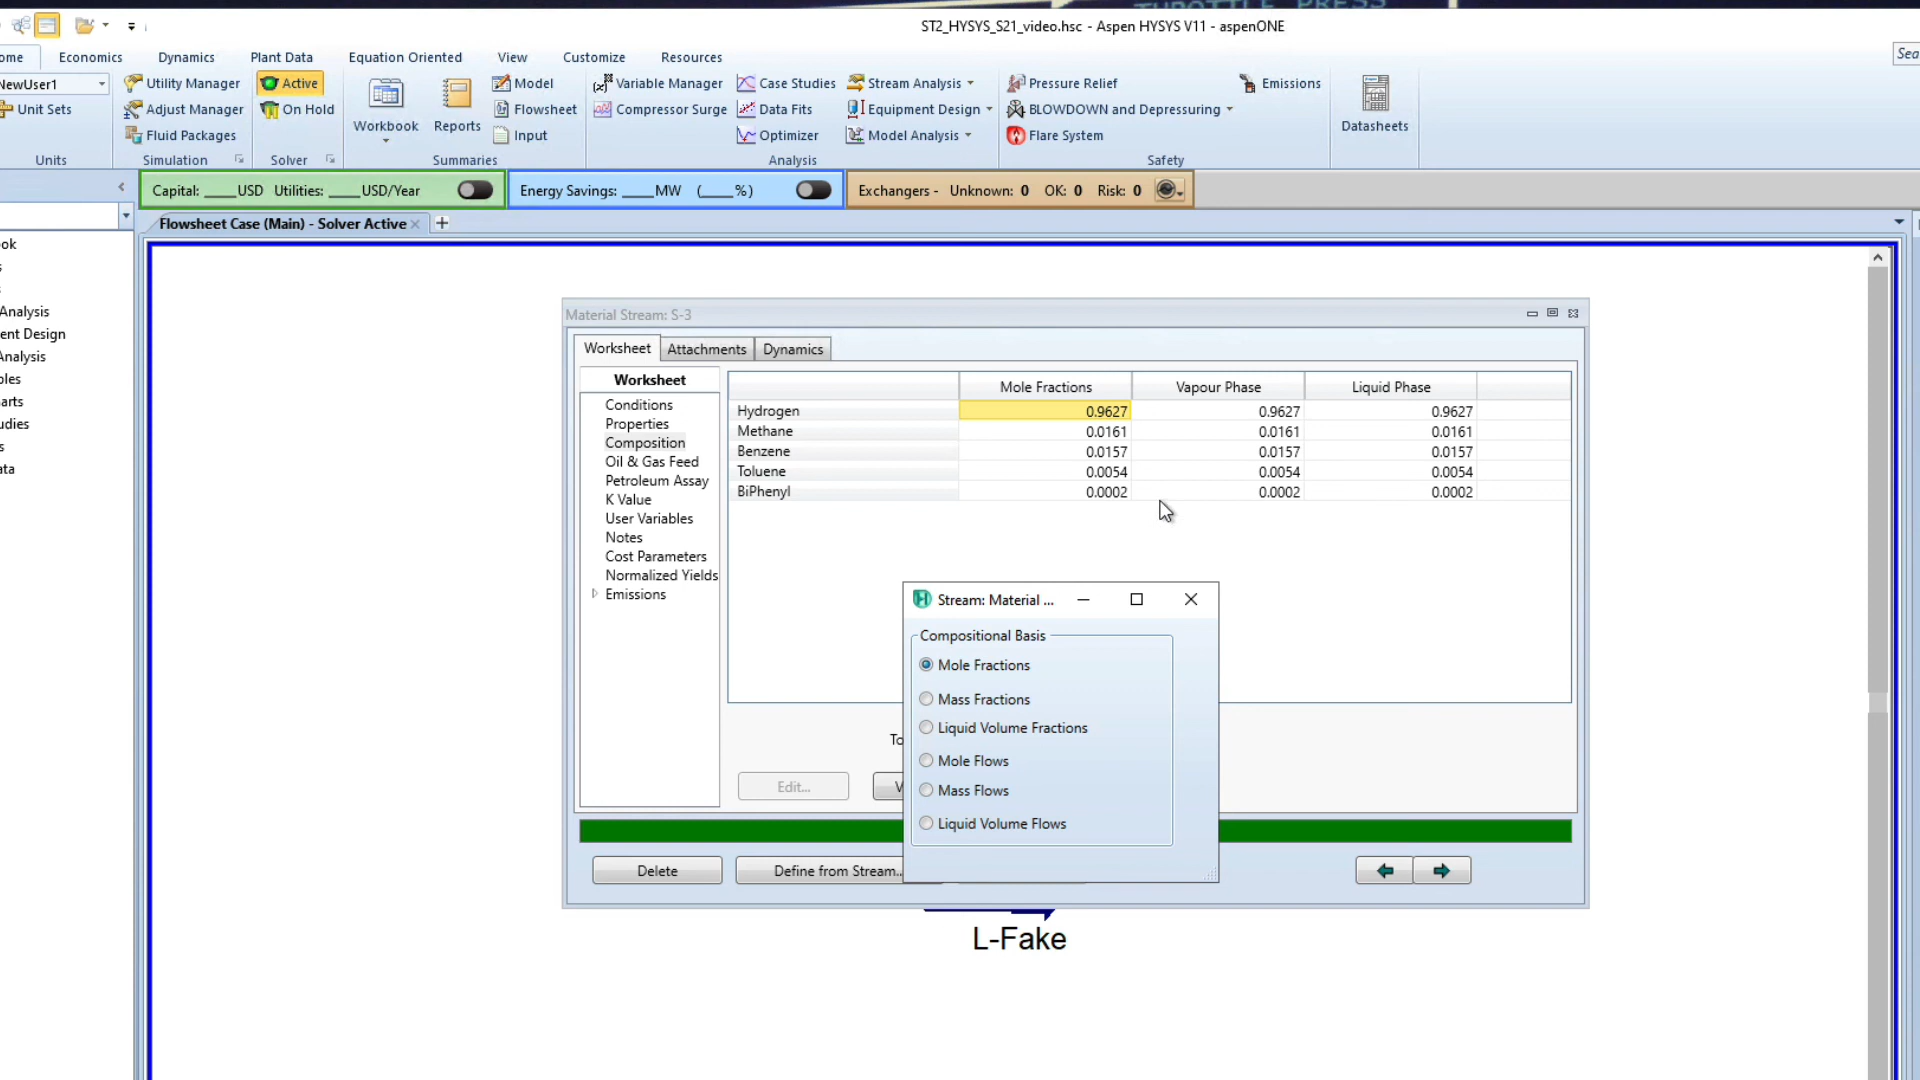 THROTTLE PRESS
ST2_HYSYS_S21_video.hsc - Aspen HYSYS V11 - aspenONE
ome Economics Dynamics Plant Data Equation Oriented View Customize Resources
Sea
NewUser1
Unit Sets
Units
Utility Manager
Adjust Manager
Fluid Packages
Simulation
Active
On Hold
Solver
Workbook
Reports
Model
Flowsheet
Input
Summaries
Variable Manager
Compressor Surge
Case Studies
Data Fits
Optimizer
Stream Analysis
Equipment Design
Model Analysis
Analysis
Pressure Relief
BLOWDOWN and Depressuring
Flare System
Emissions
Safety
Datasheets
Capital: ____USD Utilities: ____USD/Year
Energy Savings: ____MW (____%)
Exchangers - Unknown: 0 OK: 0 Risk: 0
Flowsheet Case (Main) - Solver Active
ok
s
s
Analysis
ent Design
Analysis
bles
arts
udies
s
ata
Material Stream: S-3
Worksheet Attachments Dynamics
Worksheet
Conditions
Properties
Composition
Oil & Gas Feed
Petroleum Assay
K Value
User Variables
Notes
Cost Parameters
Normalized Yields
Emissions
Mole Fractions Vapour Phase Liquid Phase
Hydrogen 0.9627 0.9627 0.9627
Methane 0.0161 0.0161 0.0161
Benzene 0.0157 0.0157 0.0157
Toluene 0.0054 0.0054 0.0054
BiPhenyl 0.0002 0.0002 0.0002
To
Edit...
V
Stream: Material ...
Compositional Basis
Mole Fractions
Mass Fractions
Liquid Volume Fractions
Mole Flows
Mass Flows
Liquid Volume Flows
Delete
Define from Stream...
L-Fake